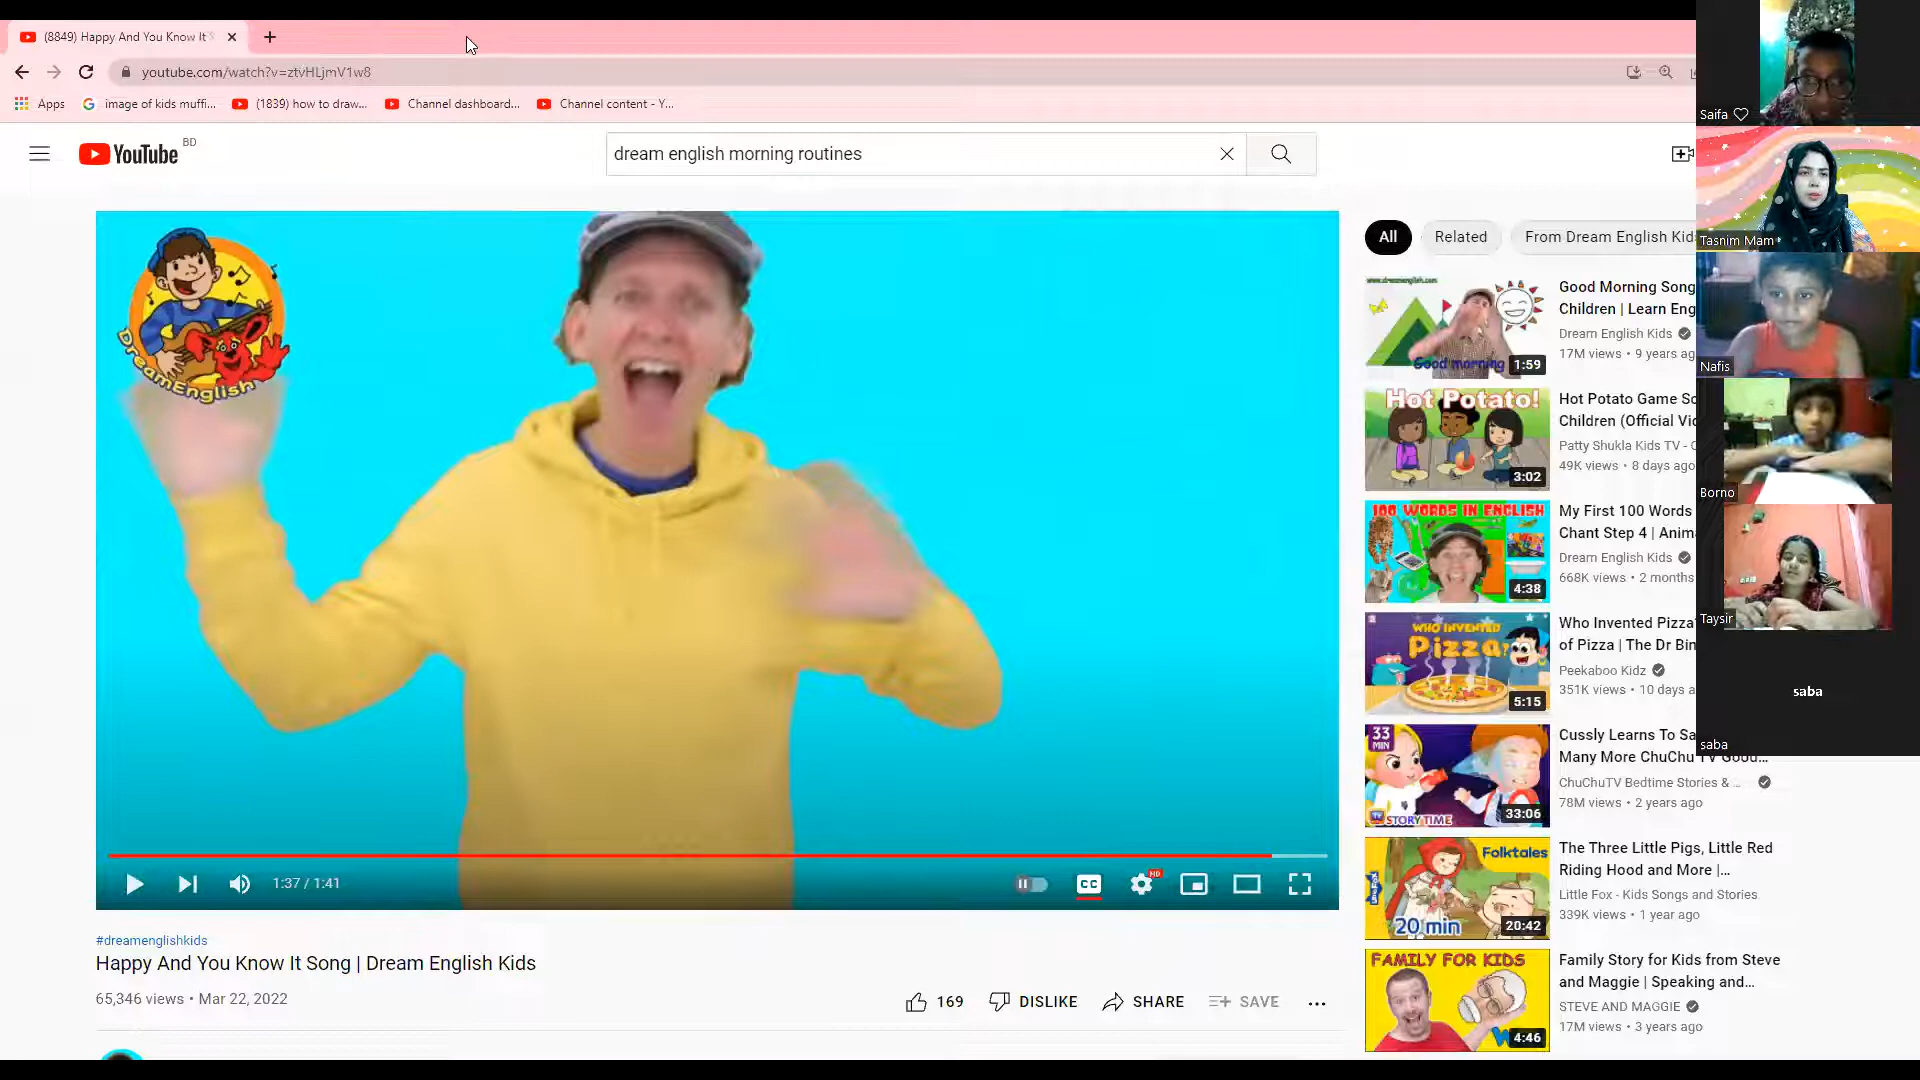 (8849) Happy And You Know It
youtube.com/watch?v=ztvHLjmV1w8
Apps
image of kids muffi...
(1839) how to draw...
Channel dashboard...
Channel content - Y...
YouTube BD
dream english morning routines
DreamEnglish
1:37 / 1:41
CC
HD
#dreamenglishkids
Happy And You Know It Song | Dream English Kids
65,346 views • Mar 22, 2022
169
DISLIKE
SHARE
SAVE
All
Related
From Dream English Kids
www.dreamenglish.com
Good morning
1:59
Good Morning Song
Children | Learn Eng
Dream English Kids
17M views • 9 years ag
Hot Potato!
3:02
Hot Potato Game So
Children (Official Vid
Patty Shukla Kids TV - C
49K views • 8 days ago
100 WORDS IN ENGLISH
4:38
My First 100 Words
Chant Step 4 | Anim
Dream English Kids
668K views • 2 months
WHO INVENTED
Pizza?
5:15
Who Invented Pizza
of Pizza | The Dr Bin
Peekaboo Kidz
351K views • 10 days a
33
MIN
STORY TIME
33:06
Cussly Learns To Sa
Many More ChuChu TV Good...
ChuChuTV Bedtime Stories & ...
78M views • 2 years ago
Folktales
20 min
20:42
The Three Little Pigs, Little Red
Riding Hood and More |...
Little Fox - Kids Songs and Stories
339K views • 1 year ago
FAMILY FOR KIDS
4:46
Family Story for Kids from Steve
and Maggie | Speaking and...
STEVE AND MAGGIE
17M views • 3 years ago
Saifa
Tasnim Mam
Nafis
Borno
Taysir
saba
saba